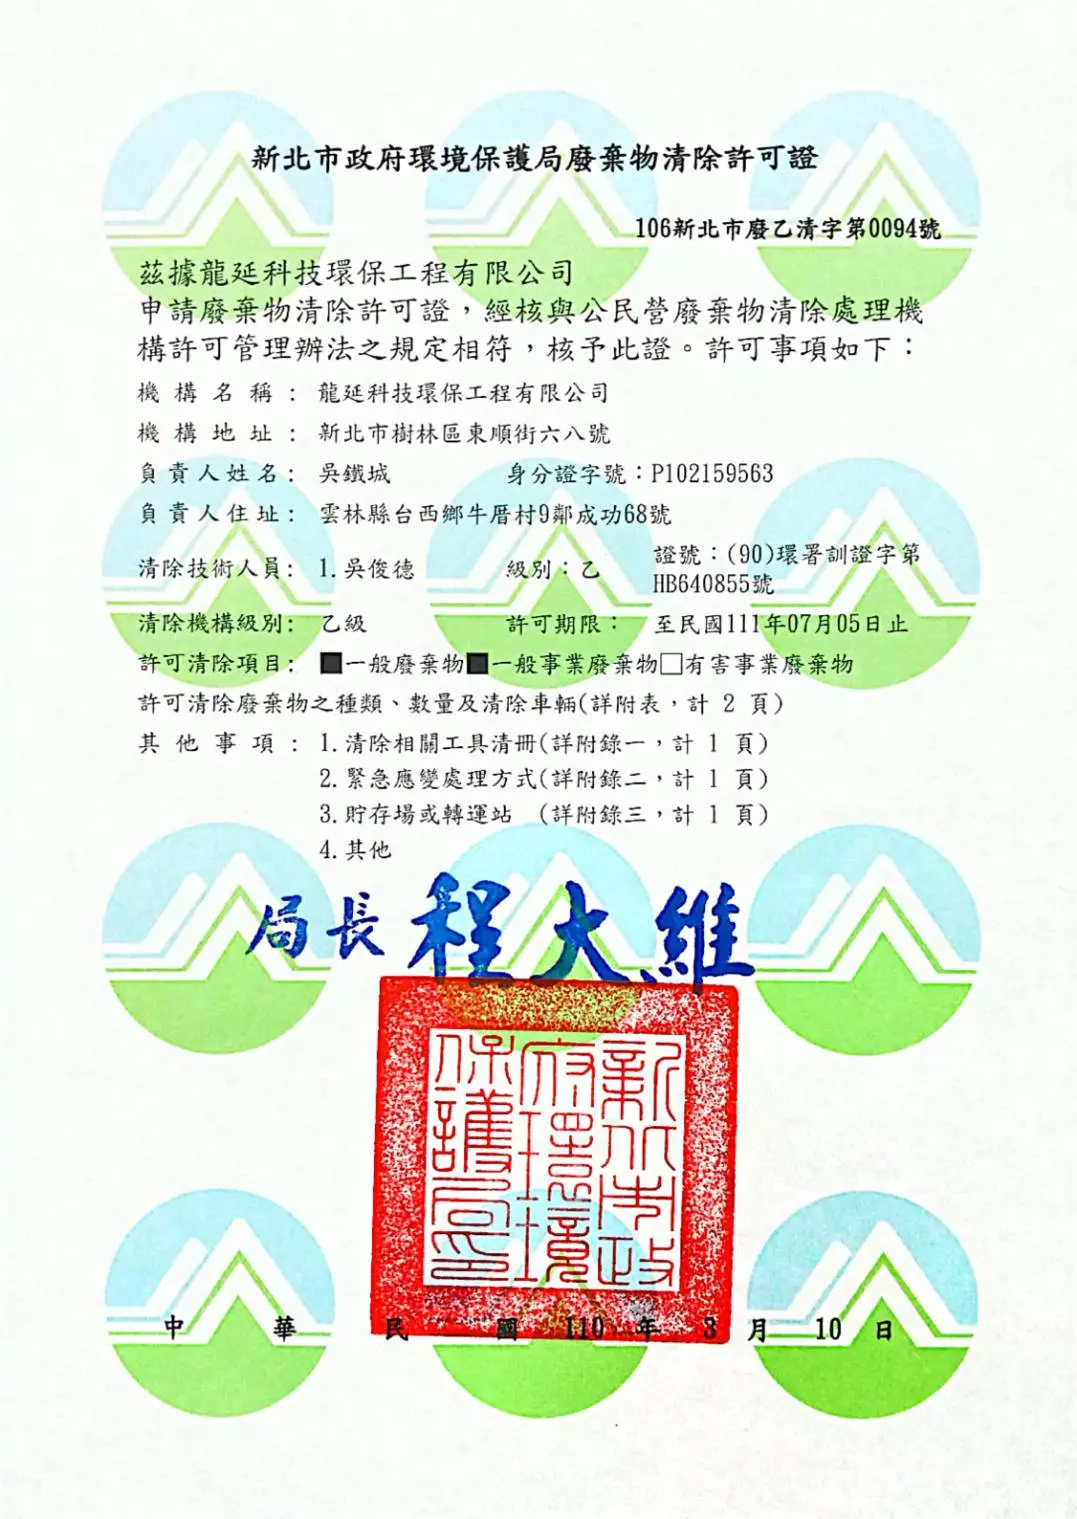 新北市政府環境保護局廢棄物清除許可證
106新北市廢乙清字第0094號
茲據龍延科技環保工程有限公司
申請廢棄物清除許可證,經核與公民營廢棄物清除處理機
構許可管理辦法之規定相符,核予此證。許可事項如下:
機構名稱: 龍延科技環保工程有限公司
機構地址: 新北市樹林區東順街六八號
負責人姓名: 吳鐵城 身分證字號:P102159563
負責人住址: 雲林縣台西鄉牛厝村9鄰成功68號
清除技術人員: 1.吳俊德 級別:乙 證號:(90)環署訓證字第
HB640855號
清除機構級別: 乙級 許可期限: 至民國111年07月05日止
許可清除項目: ■一般廢棄物■一般事業廢棄物□有害事業廢棄物
許可清除廢棄物之種類、數量及清除車輛(詳附表,計 2 頁)
其他事項: 1.清除相關工具清冊(詳附錄一,計 1 頁)
2.緊急應變處理方式(詳附錄二,計 1 頁)
3.貯存場或轉運站 (詳附錄三,計 1 頁)
4.其他
局長 程大維
新北市政
府環境
保護局印
中華民國110年3月10日